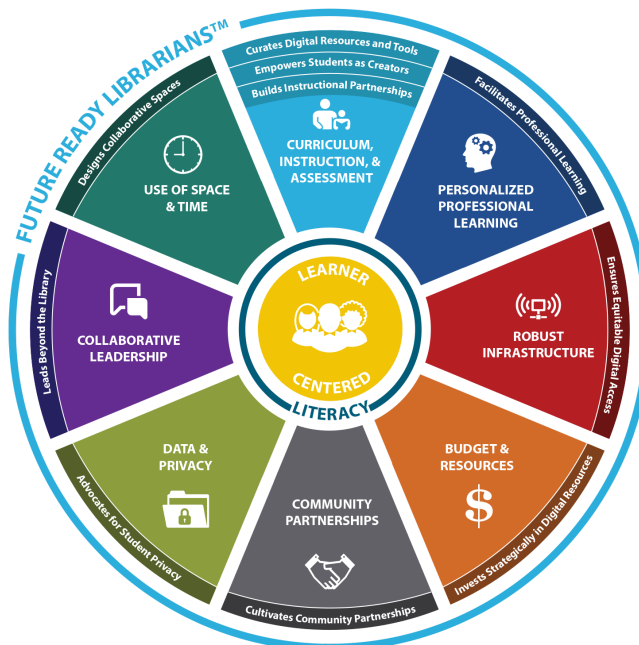 FUTURE READY LIBRARIANS™
Curates Digital Resources and Tools
Empowers Students as Creators
Builds Instructional Partnerships
CURRICULUM,
INSTRUCTION, &
ASSESSMENT
Facilitates Professional Learning
PERSONALIZED
PROFESSIONAL
LEARNING
Ensures Equitable Digital Access
ROBUST
INFRASTRUCTURE
Invests Strategically in Digital Resources
BUDGET &
RESOURCES
$
Cultivates Community Partnerships
COMMUNITY
PARTNERSHIPS
Advocates for Student Privacy
DATA &
PRIVACY
Leads Beyond the Library
COLLABORATIVE
LEADERSHIP
Designs Collaborative Spaces
USE OF SPACE
& TIME
LEARNER
CENTERED
LITERACY